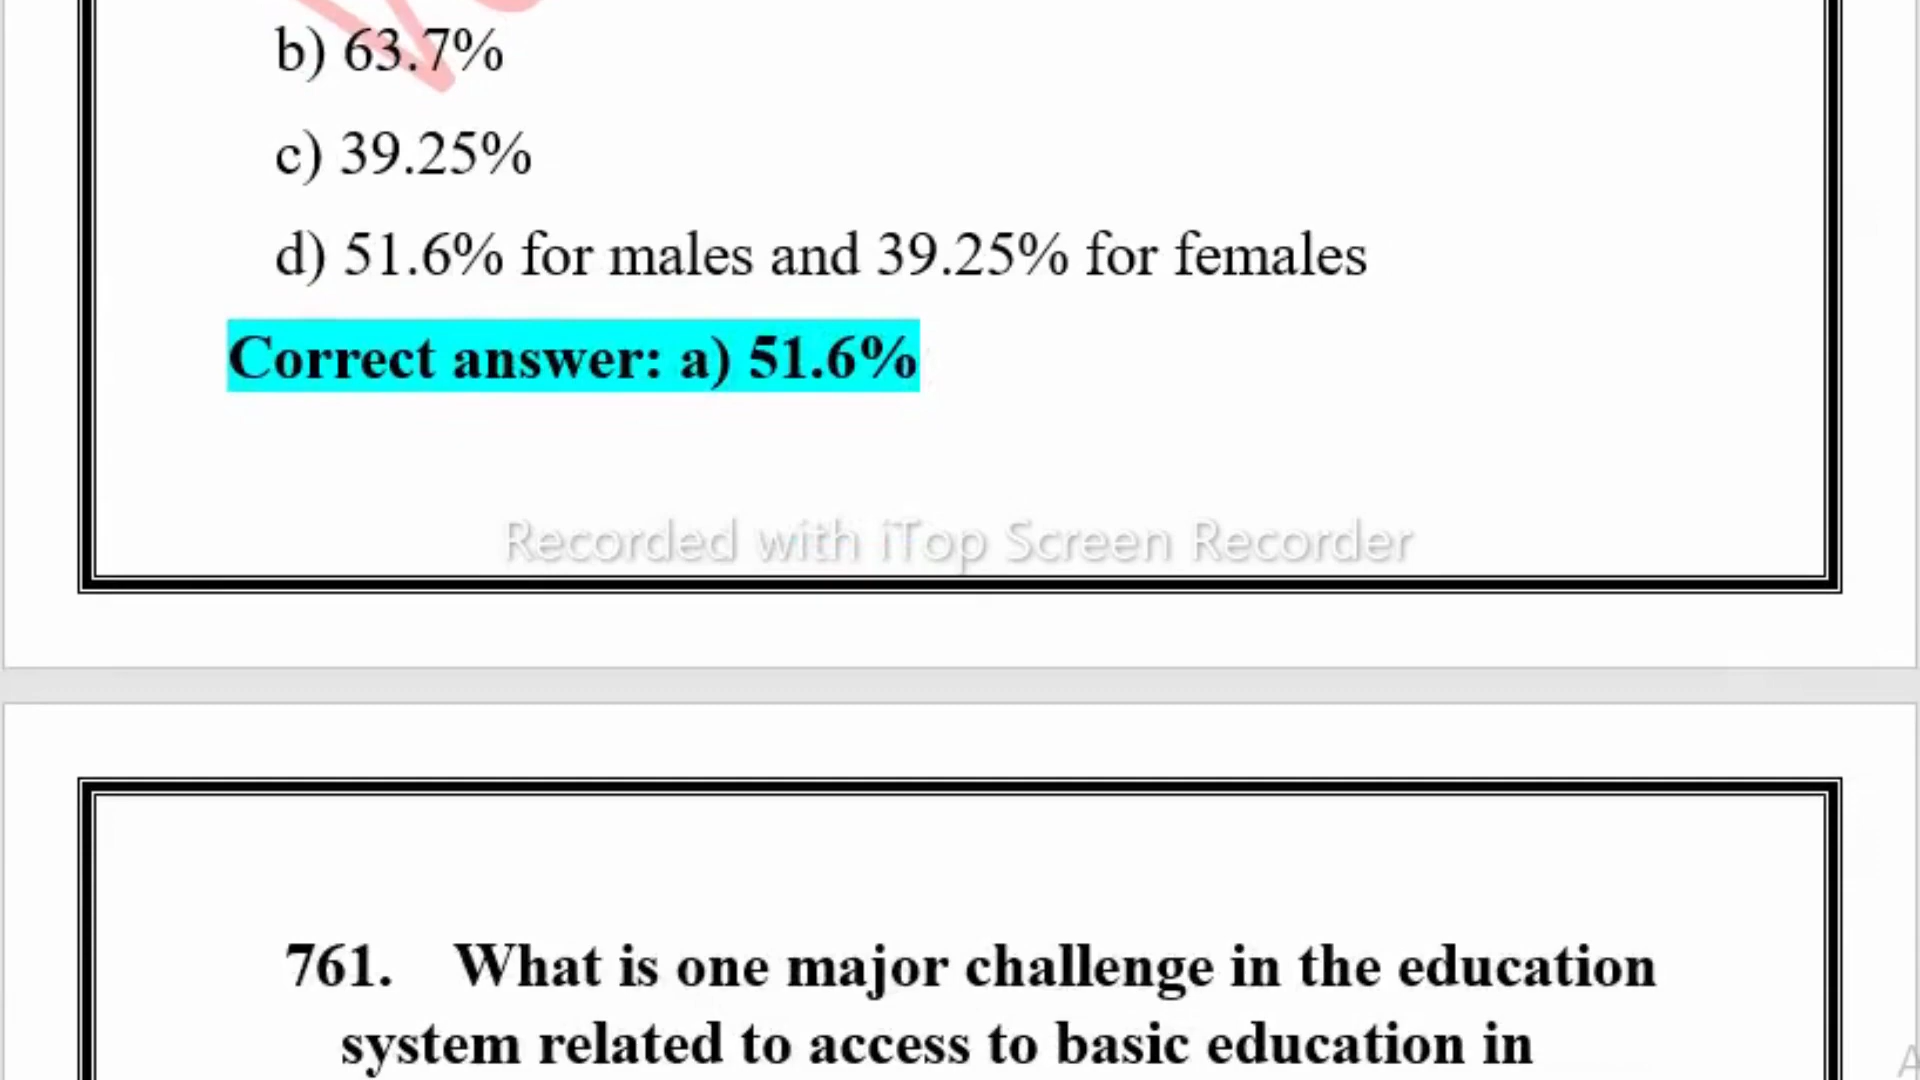 b) 63.7%
c) 39.25%
d) 51.6% for males and 39.25% for females
Correct answer: a) 51.6%
Recorded with iTop Screen Recorder
761. What is one major challenge in the education
system related to access to basic education in